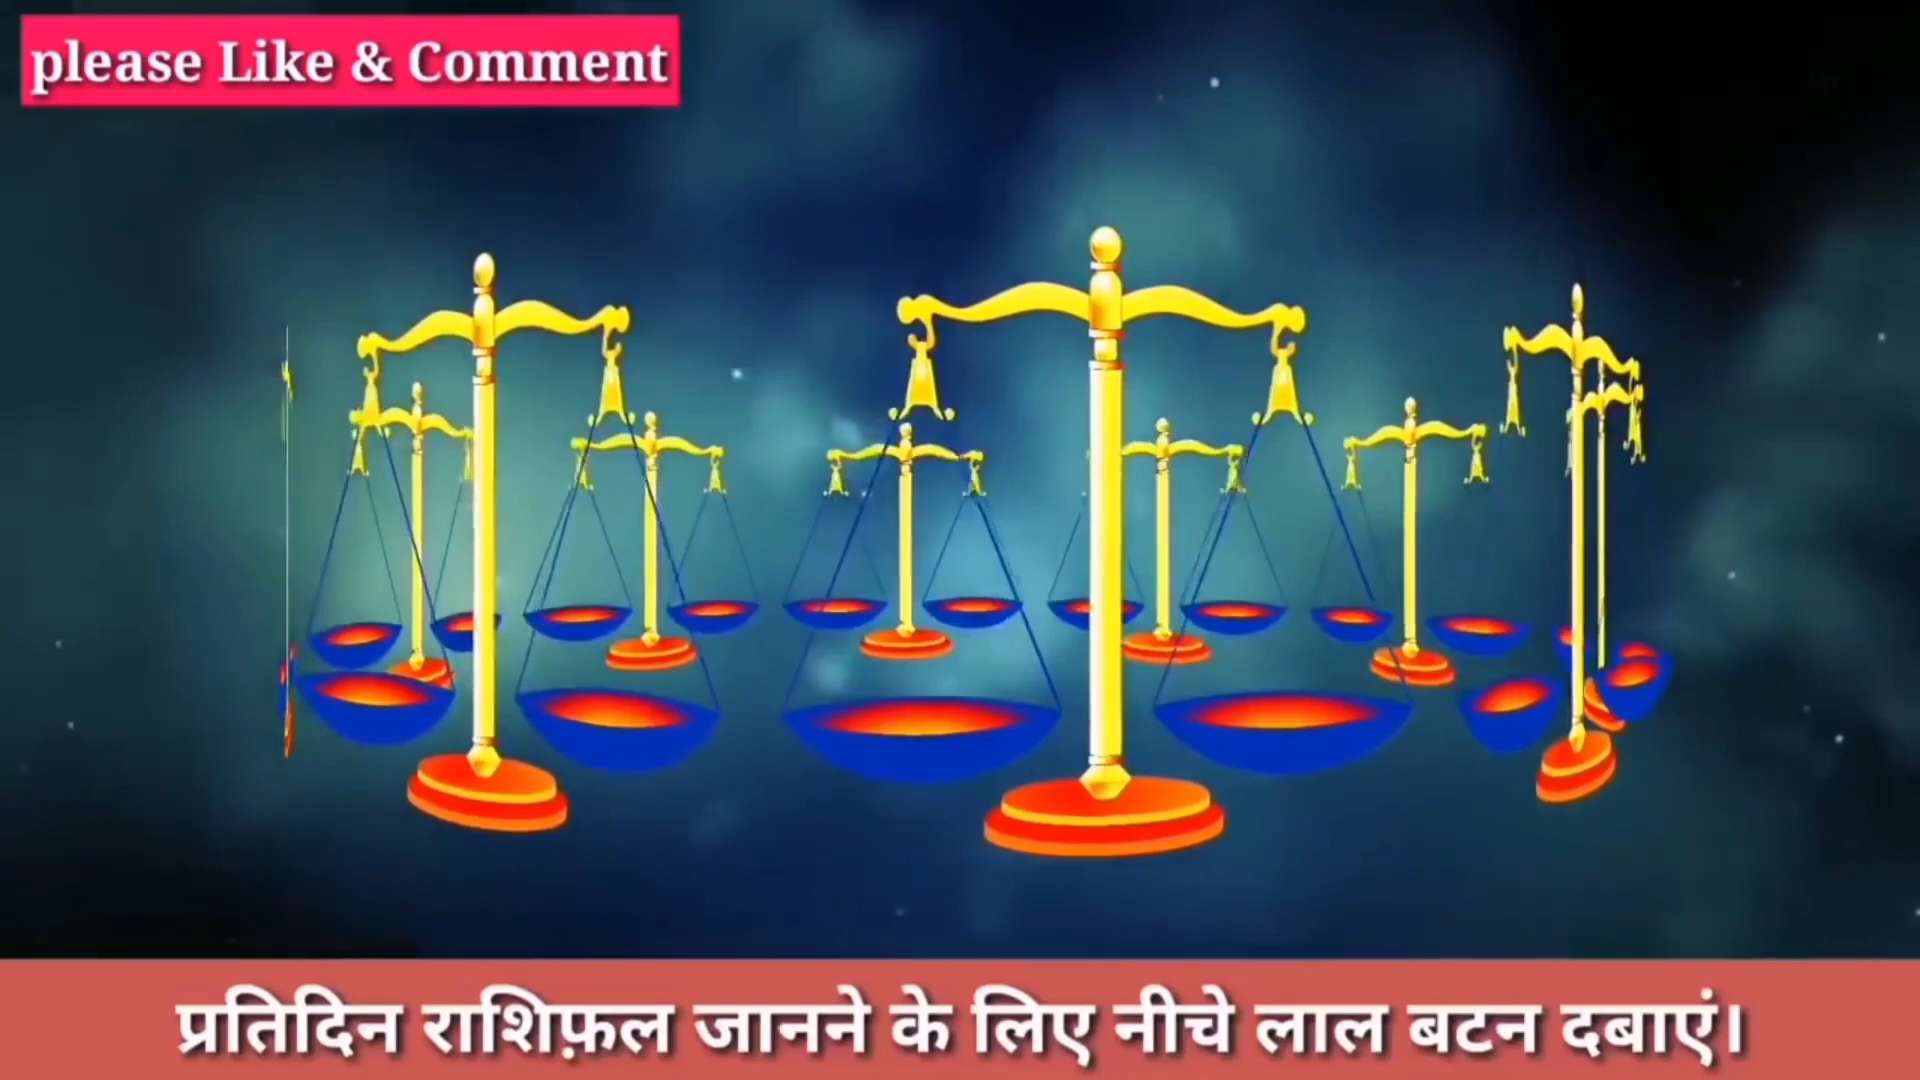 please Like & Comment
प्रतिदिन राशिफ़ल जानने के लिए नीचे लाल बटन दबाएं।